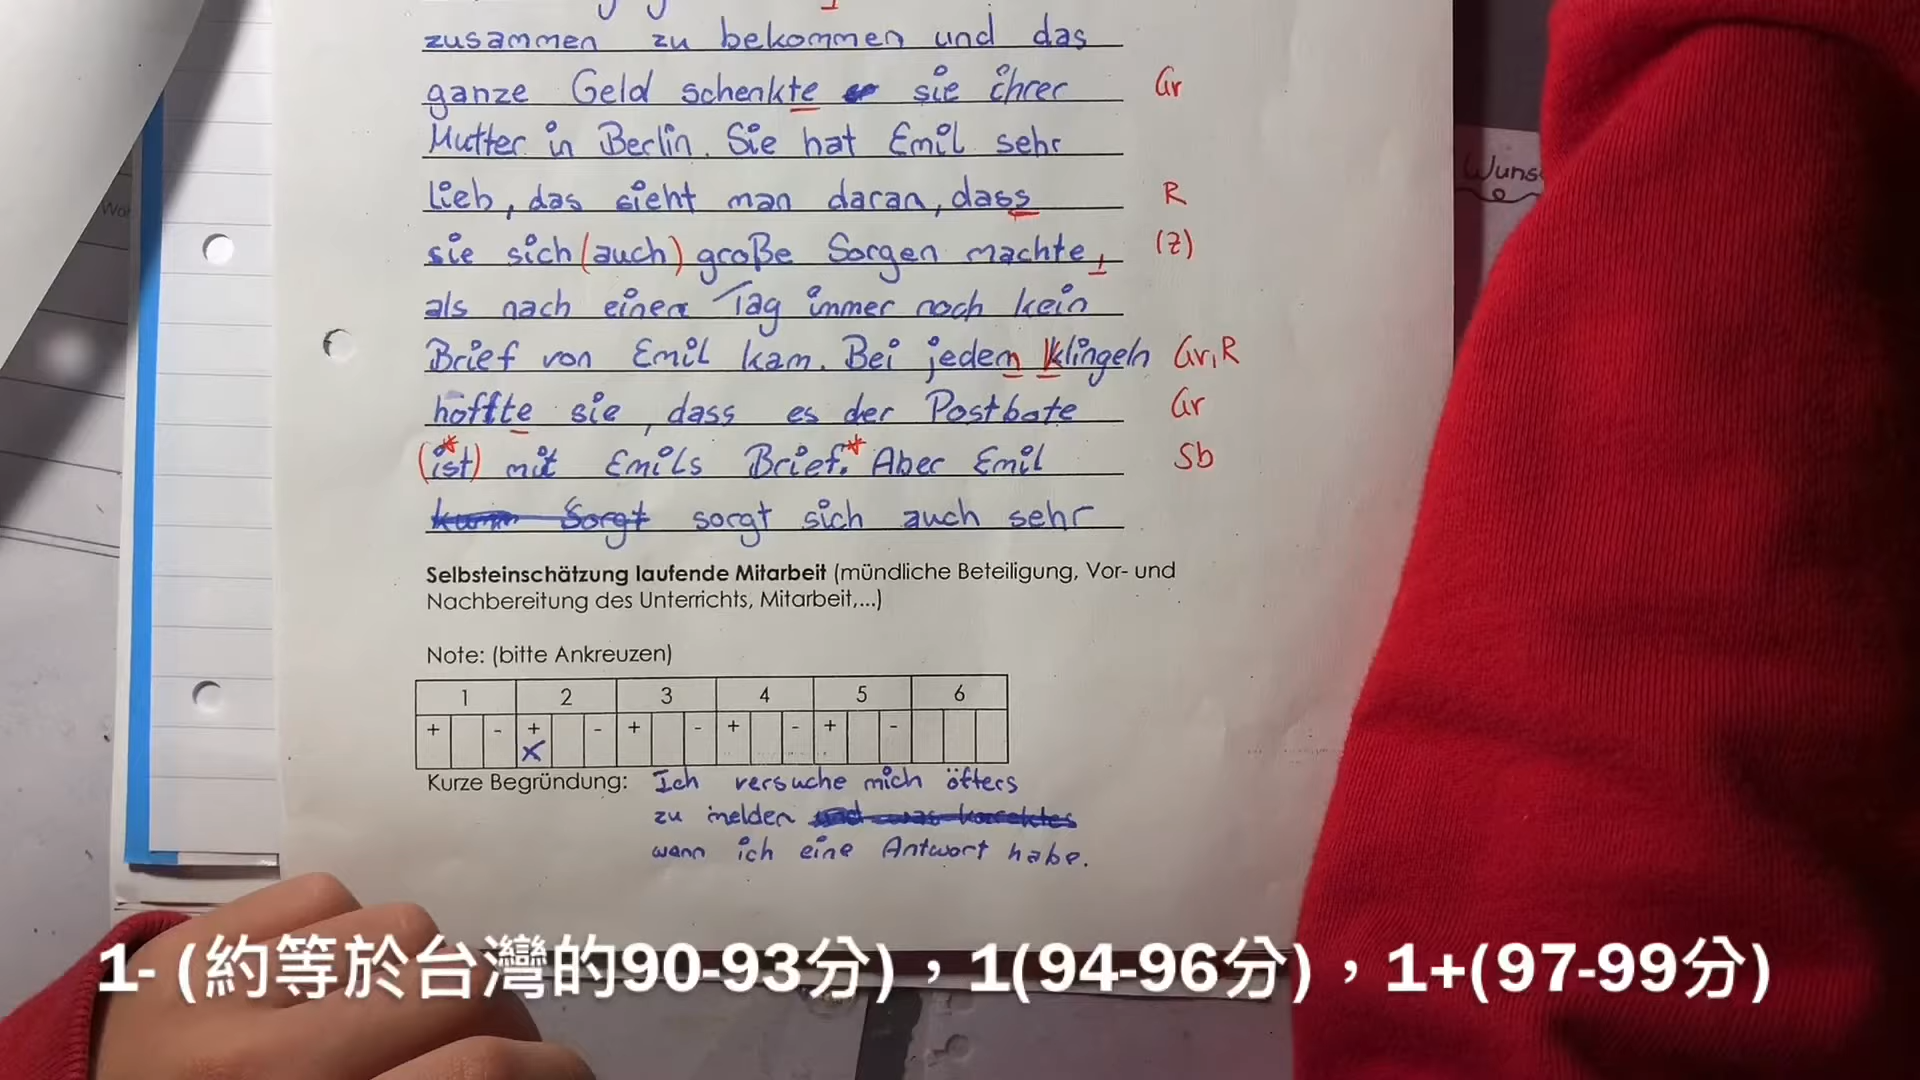 zusammen zu bekommen und das
ganze Geld schenkte sie ihrer Gr
Mutter in Berlin. Sie hat Emil sehr
lieb, das sieht man daran, dass R
sie sich (auch) große Sorgen machte, (Z)
als nach einen Tag immer noch kein
Brief von Emil kam. Bei jedem Klingeln Gr, R
hoffte sie, dass es der Postbote Gr
(ist) mit Emils Brief. Aber Emil Sb
Sorgt sorgt sich auch sehr
Selbsteinschätzung laufende Mitarbeit (mündliche Beteiligung, Vor- und
Nachbereitung des Unterrichts, Mitarbeit,...)
Note: (bitte Ankreuzen)
1 2 3 4 5 6
+ - + - + - + - + -
X
Kurze Begründung: Ich versuche mich öfters
zu melden und was korrektes
wenn ich eine Antwort habe.
Wuns
1- (約等於台灣的90-93分)，1(94-96分)，1+(97-99分)